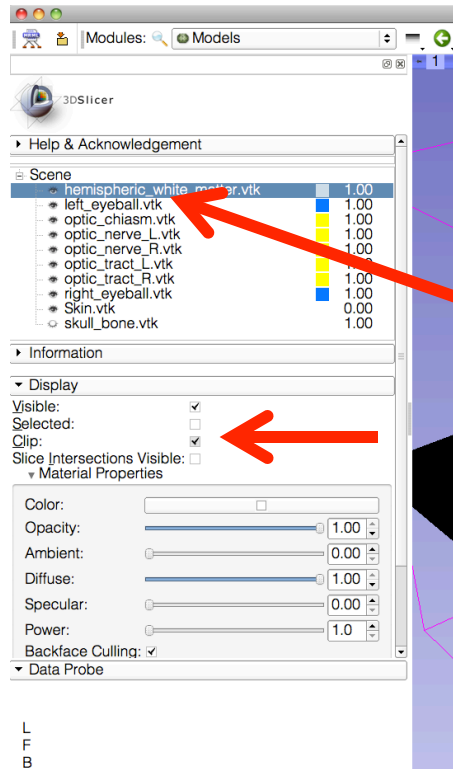 Modules: Models
1
3DSlicer
Help & Acknowledgement
Scene
hemispheric_white_matter.vtk 1.00
left_eyeball.vtk 1.00
optic_chiasm.vtk 1.00
optic_nerve_L.vtk 1.00
optic_nerve_R.vtk 1.00
optic_tract_L.vtk 1.00
optic_tract_R.vtk 1.00
right_eyeball.vtk 1.00
Skin.vtk 0.00
skull_bone.vtk 1.00
Information
Display
Visible:
Selected:
Clip:
Slice Intersections Visible:
Material Properties
Color:
Opacity: 1.00
Ambient: 0.00
Diffuse: 1.00
Specular: 0.00
Power: 1.0
Backface Culling:
Data Probe
L
F
B